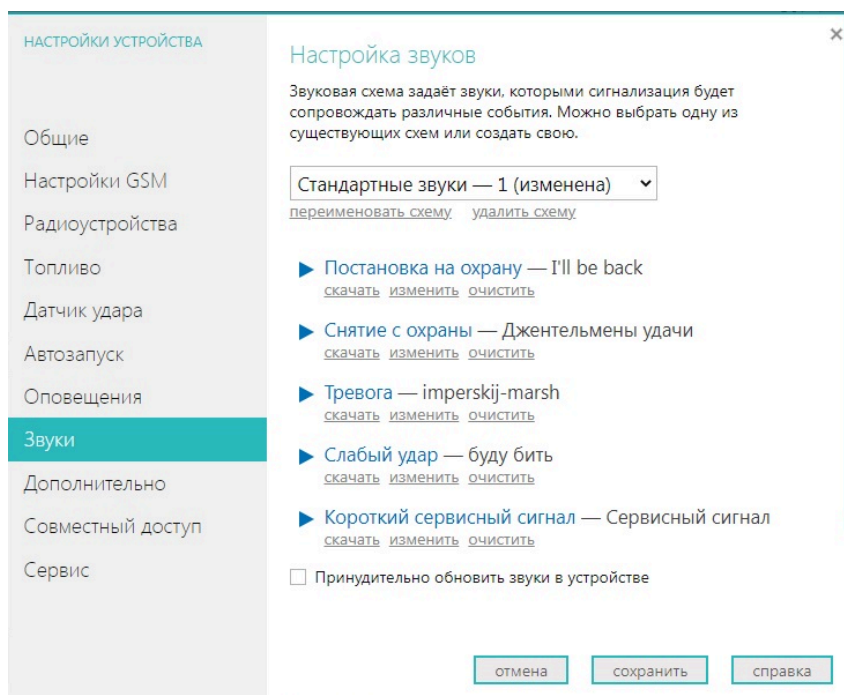 НАСТРОЙКИ УСТРОЙСТВА
Общие
Настройки GSM
Радиоустройства
Топливо
Датчик удара
Автозапуск
Оповещения
Звуки
Дополнительно
Совместный доступ
Сервис
Настройка звуков
Звуковая схема задаёт звуки, которыми сигнализация будет
сопровождать различные события. Можно выбрать одну из
существующих схем или создать свою.
Стандартные звуки — 1 (изменена)
переименовать схему удалить схему
Постановка на охрану — I'll be back
скачать изменить очистить
Снятие с охраны — Джентельмены удачи
скачать изменить очистить
Тревога — imperskij-marsh
скачать изменить очистить
Слабый удар — буду бить
скачать изменить очистить
Короткий сервисный сигнал — Сервисный сигнал
скачать изменить очистить
Принудительно обновить звуки в устройстве
отмена сохранить справка